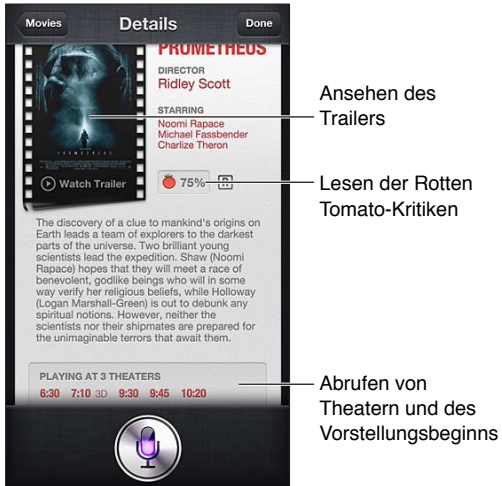 Movies
Details
Done
PROMETHEUS
DIRECTOR
Ridley Scott
STARRING
Noomi Rapace
Michael Fassbender
Charlize Theron
PROMETHEUS
Watch Trailer
75%
The discovery of a clue to mankind's origins on
Earth leads a team of explorers to the darkest
parts of the universe. Two brilliant young
scientists lead the expedition. Shaw (Noomi
Rapace) hopes that they will meet a race of
benevolent, godlike beings who will in some
way verify her religious beliefs, while Holloway
(Logan Marshall-Green) is out to debunk any
spiritual notions. However, neither the
scientists nor their shipmates are prepared for
the unimaginable terrors that await them.
PLAYING AT 3 THEATERS
6:30 7:10 3D 9:30 9:45 10:20
Ansehen des
Trailers
Lesen der Rotten
Tomato-Kritiken
Abrufen von
Theatern und des
Vorstellungsbeginns